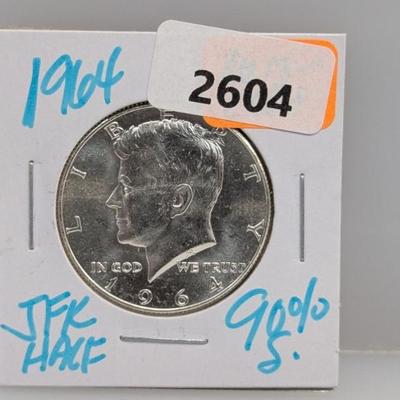 1964
2604
LIBERTY
IN GOD WE TRUST
1964
JFK
HALF
90%
S.